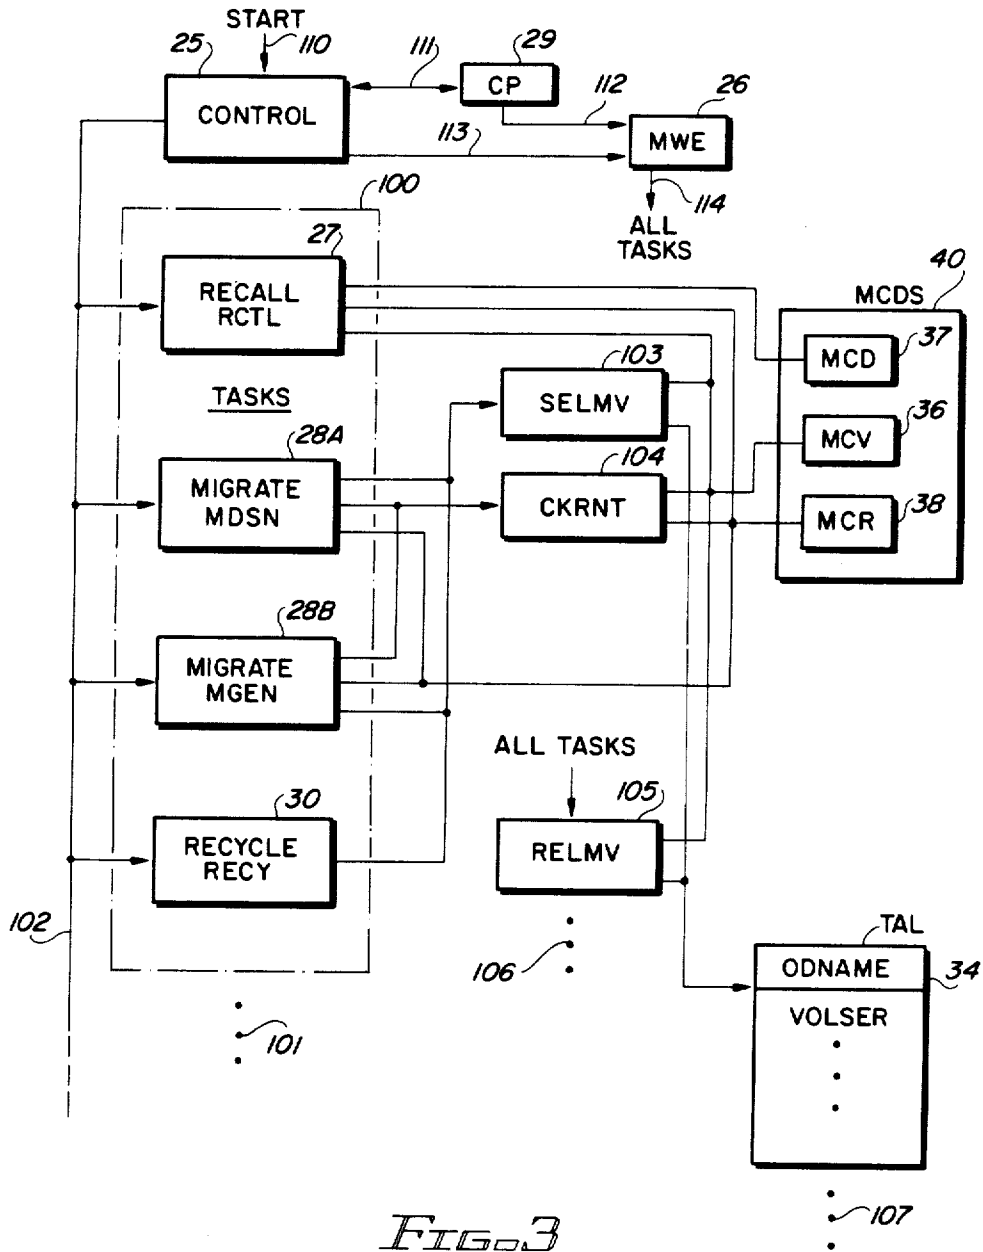 START
110
25
CONTROL
111
29
CP
112
26
113
MWE
114
ALL
TASKS
100
27
RECALL
RCTL
40
MCDS
37
MCD
36
MCV
38
MCR
TASKS
103
SELMV
28A
MIGRATE
MDSN
104
CKRNT
28B
MIGRATE
MGEN
ALL TASKS
105
RELMV
30
RECYCLE
RECY
102
106
101
TAL
ODNAME
34
VOLSER
107
FIG. 3